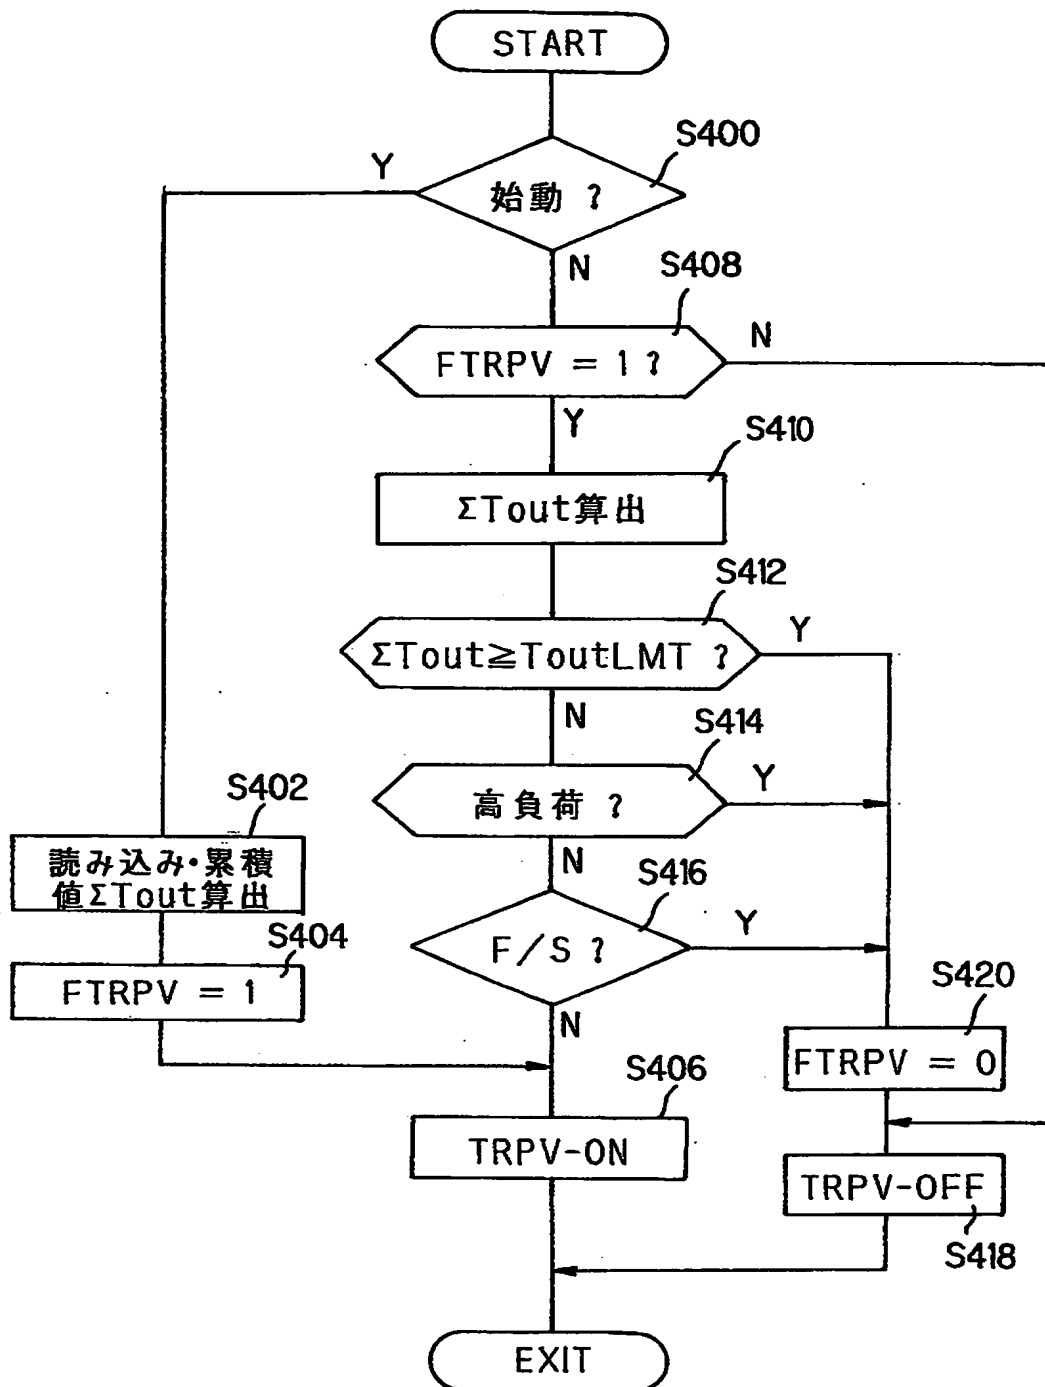 START
S400
Y
始動 ?
N
S408
FTRPV = 1 ?
N
Y
S410
ΣTout算出
S412
ΣTout≧ToutLMT ?
Y
N
S414
高負荷 ?
Y
N
S402
読み込み・累積
値ΣTout算出
S416
F/S ?
Y
N
S404
FTRPV = 1
S420
FTRPV = 0
S406
TRPV-ON
TRPV-OFF
S418
EXIT